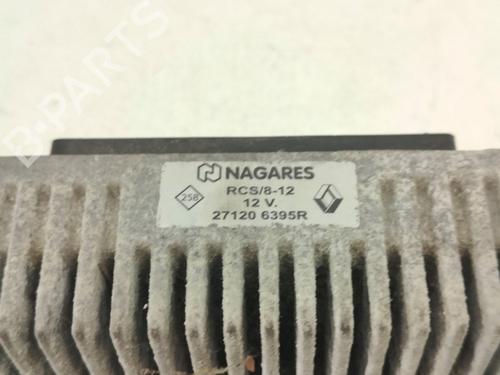 NAGARES
RCS/8-12
258
12 V.
27120 6395R
B-PARTS